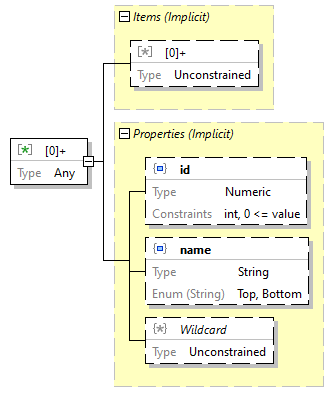 Items (Implicit)
[*] [0]+
Type Unconstrained
[*] [0]+
Type Any
Properties (Implicit)
id
Type Numeric
Constraints int, 0 <= value
name
Type String
Enum (String) Top, Bottom
[*] Wildcard
Type Unconstrained